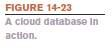 FIGURE 14-23
A cloud database in
action.